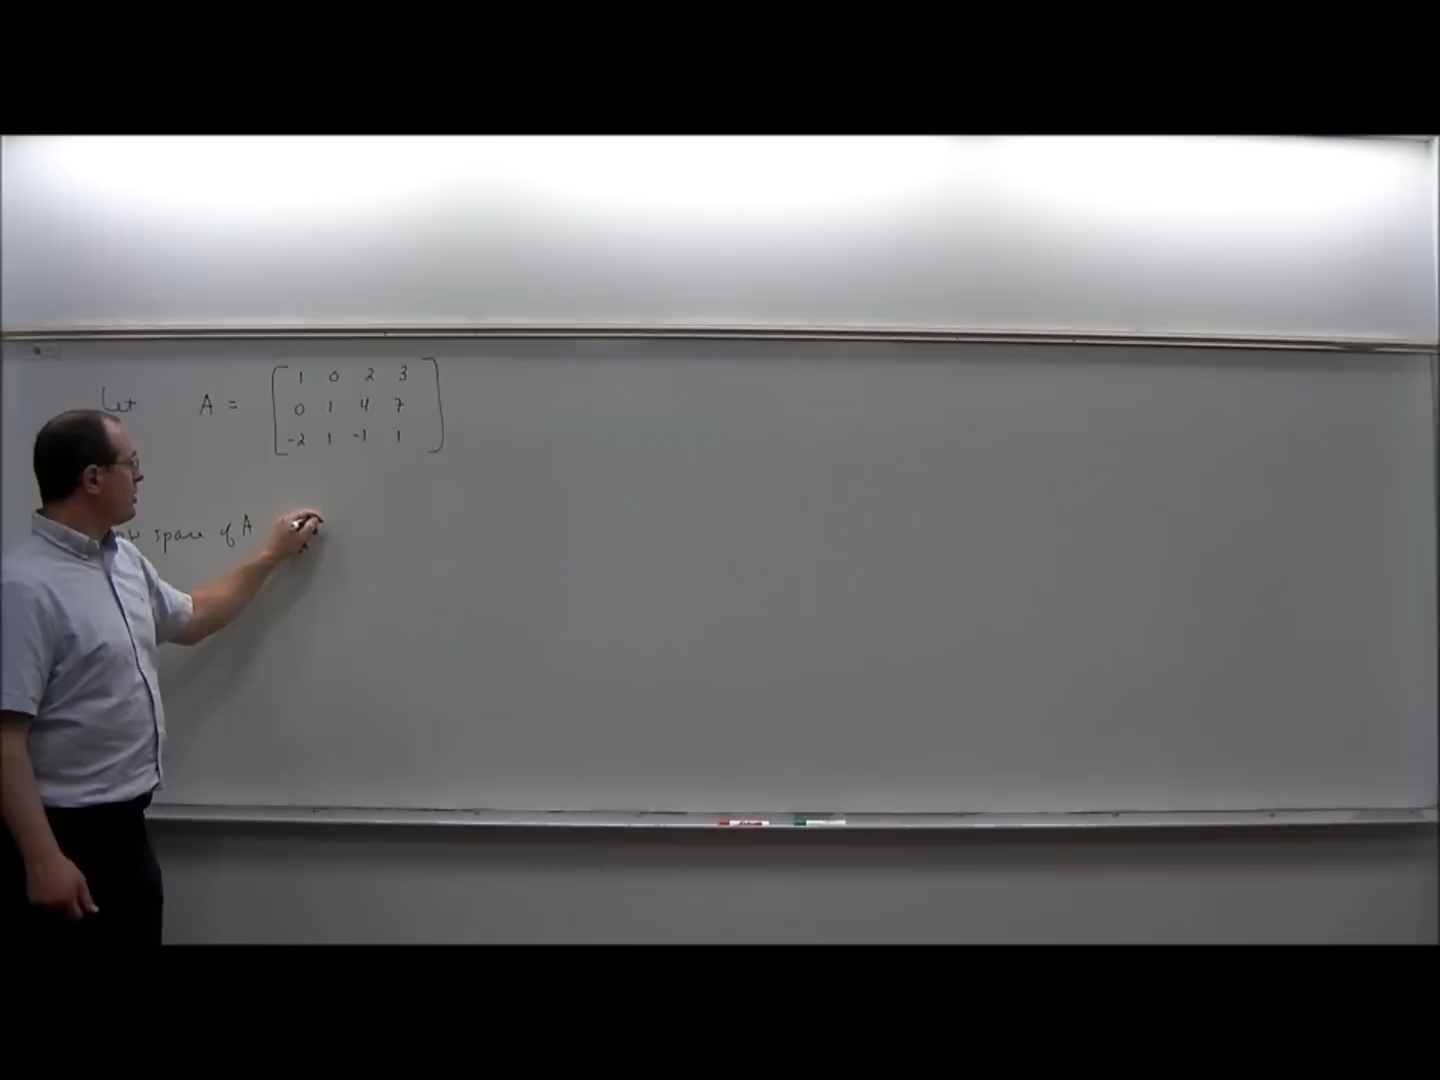 Let A = [ 1 0 2 3
0 1 4 7
-2 1 -1 1 ]
space of A